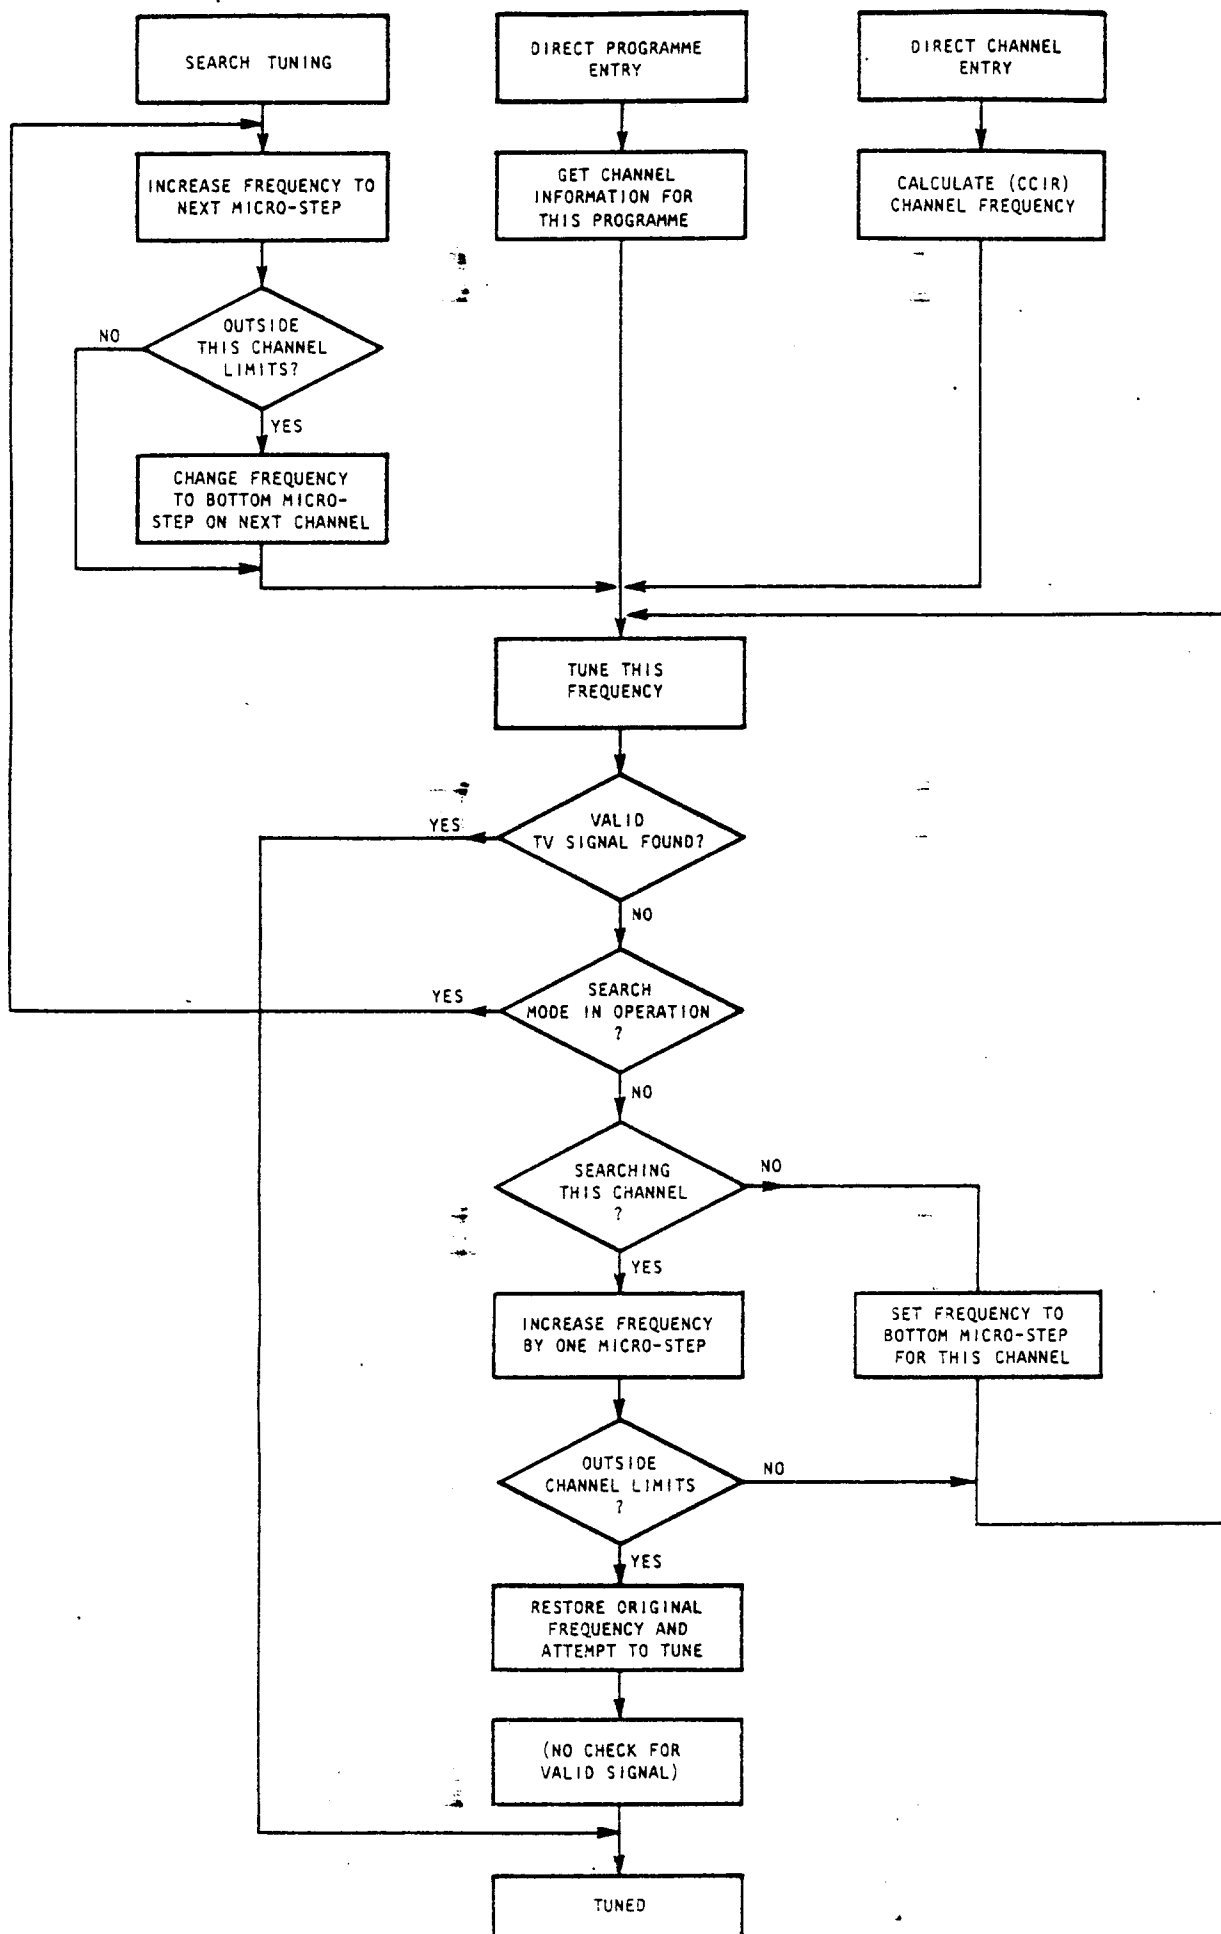 SEARCH TUNING
DIRECT PROGRAMME
ENTRY
DIRECT CHANNEL
ENTRY
INCREASE FREQUENCY TO
NEXT MICRO-STEP
GET CHANNEL
INFORMATION FOR
THIS PROGRAMME
CALCULATE (CCIR)
CHANNEL FREQUENCY
OUTSIDE
THIS CHANNEL
LIMITS?
NO
YES
CHANGE FREQUENCY
TO BOTTOM MICRO-
STEP ON NEXT CHANNEL
TUNE THIS
FREQUENCY
VALID
TV SIGNAL FOUND?
YES
NO
SEARCH
MODE IN OPERATION
?
YES
NO
SEARCHING
THIS CHANNEL
?
NO
YES
INCREASE FREQUENCY
BY ONE MICRO-STEP
SET FREQUENCY TO
BOTTOM MICRO-STEP
FOR THIS CHANNEL
OUTSIDE
CHANNEL LIMITS
?
NO
YES
RESTORE ORIGINAL
FREQUENCY AND
ATTEMPT TO TUNE
(NO CHECK FOR
VALID SIGNAL)
TUNED